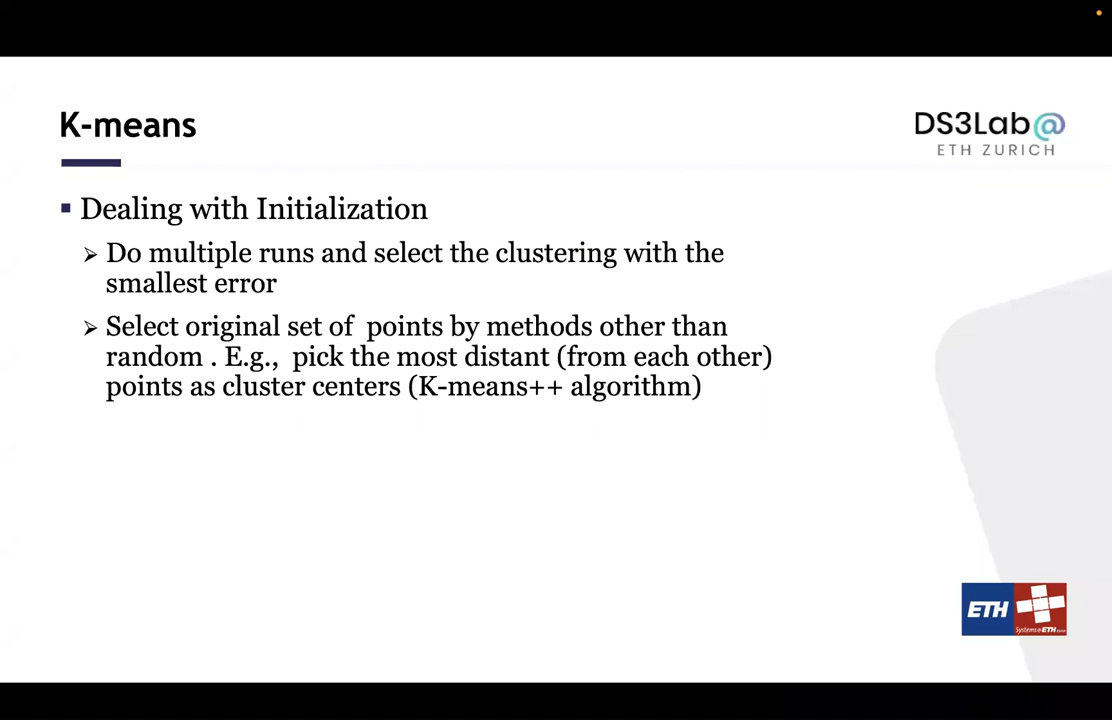 K-means
DS3Lab@
ETH ZURICH
Dealing with Initialization
Do multiple runs and select the clustering with the
smallest error
Select original set of  points by methods other than
random . E.g.,  pick the most distant (from each other)
points as cluster centers (K-means++ algorithm)
ETH
Systems@ETH